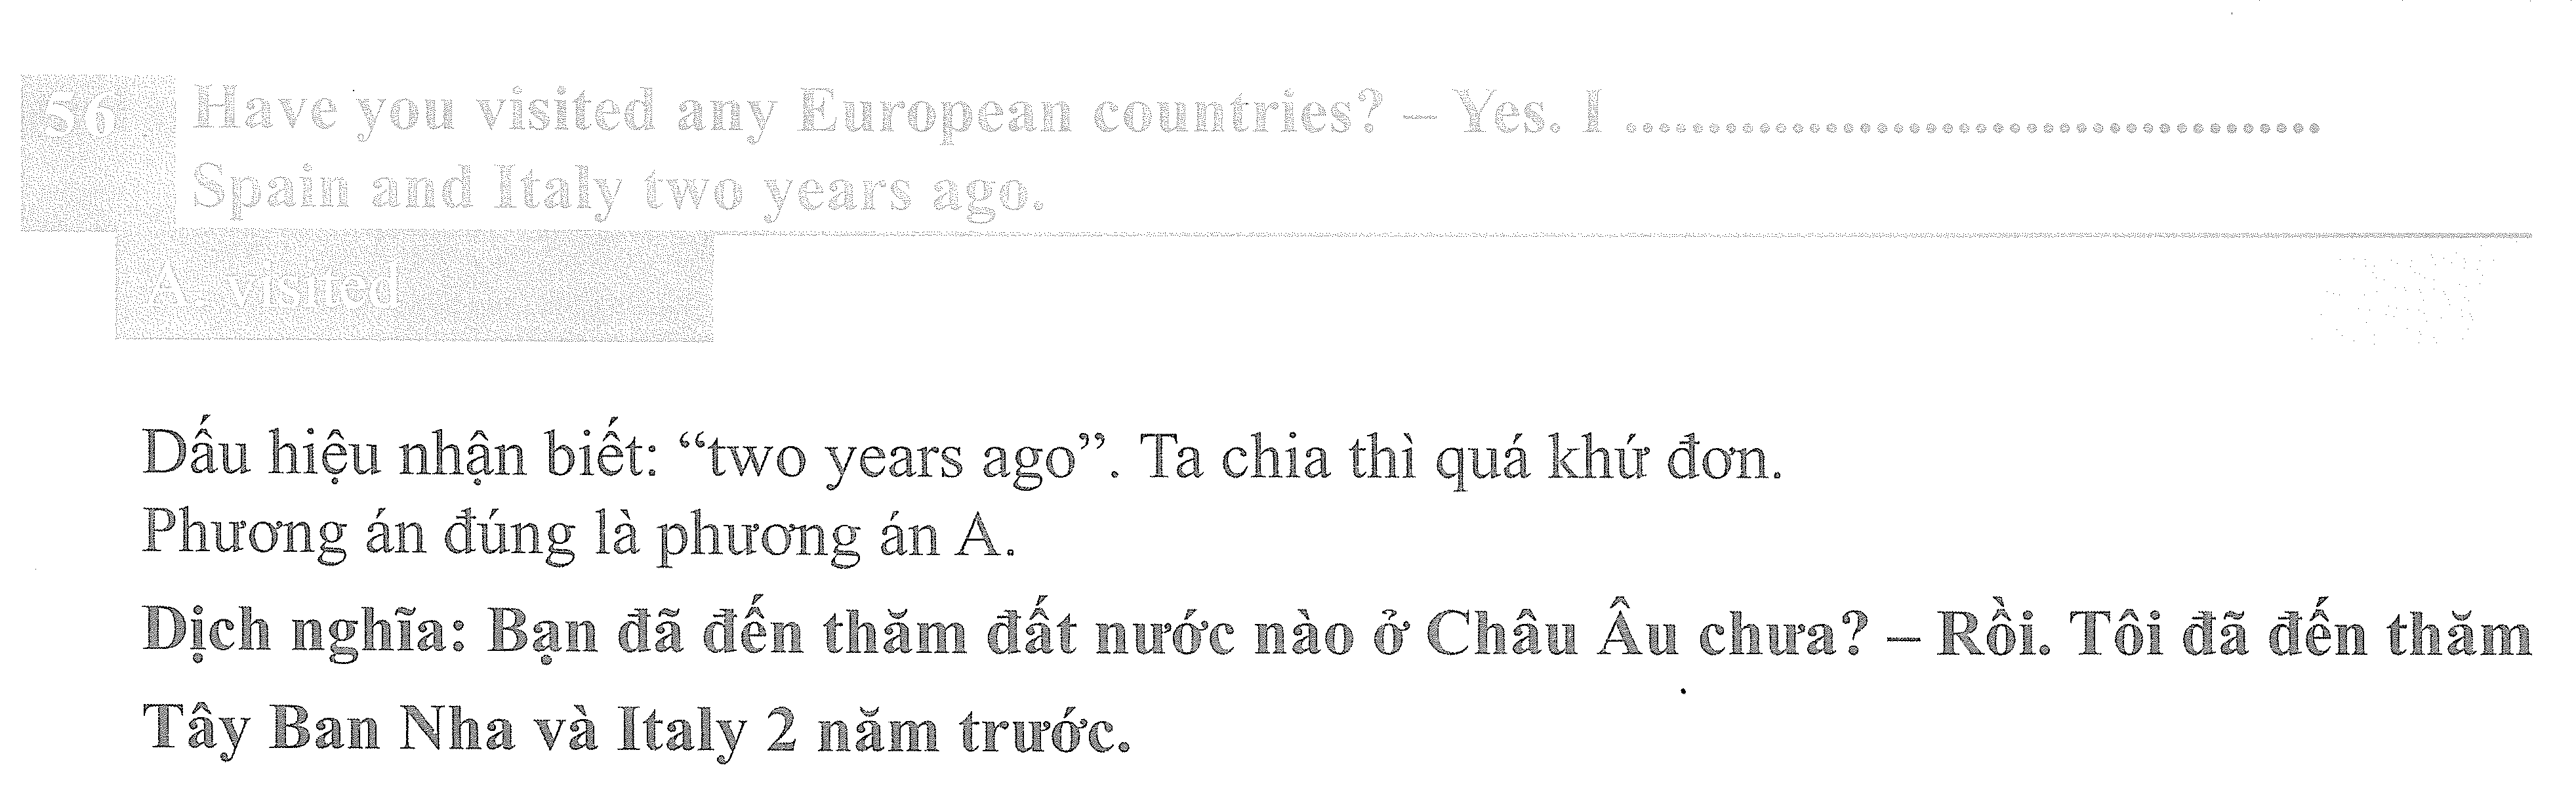 56 Have you visited any European countries? – Yes. I ..........................................
Spain and Italy two years ago.
A. visited
Dấu hiệu nhận biết: “two years ago”. Ta chia thì quá khứ đơn.
Phương án đúng là phương án A.
Dịch nghĩa: Bạn đã đến thăm đất nước nào ở Châu Âu chưa? – Rồi. Tôi đã đến thăm
Tây Ban Nha và Italy 2 năm trước.